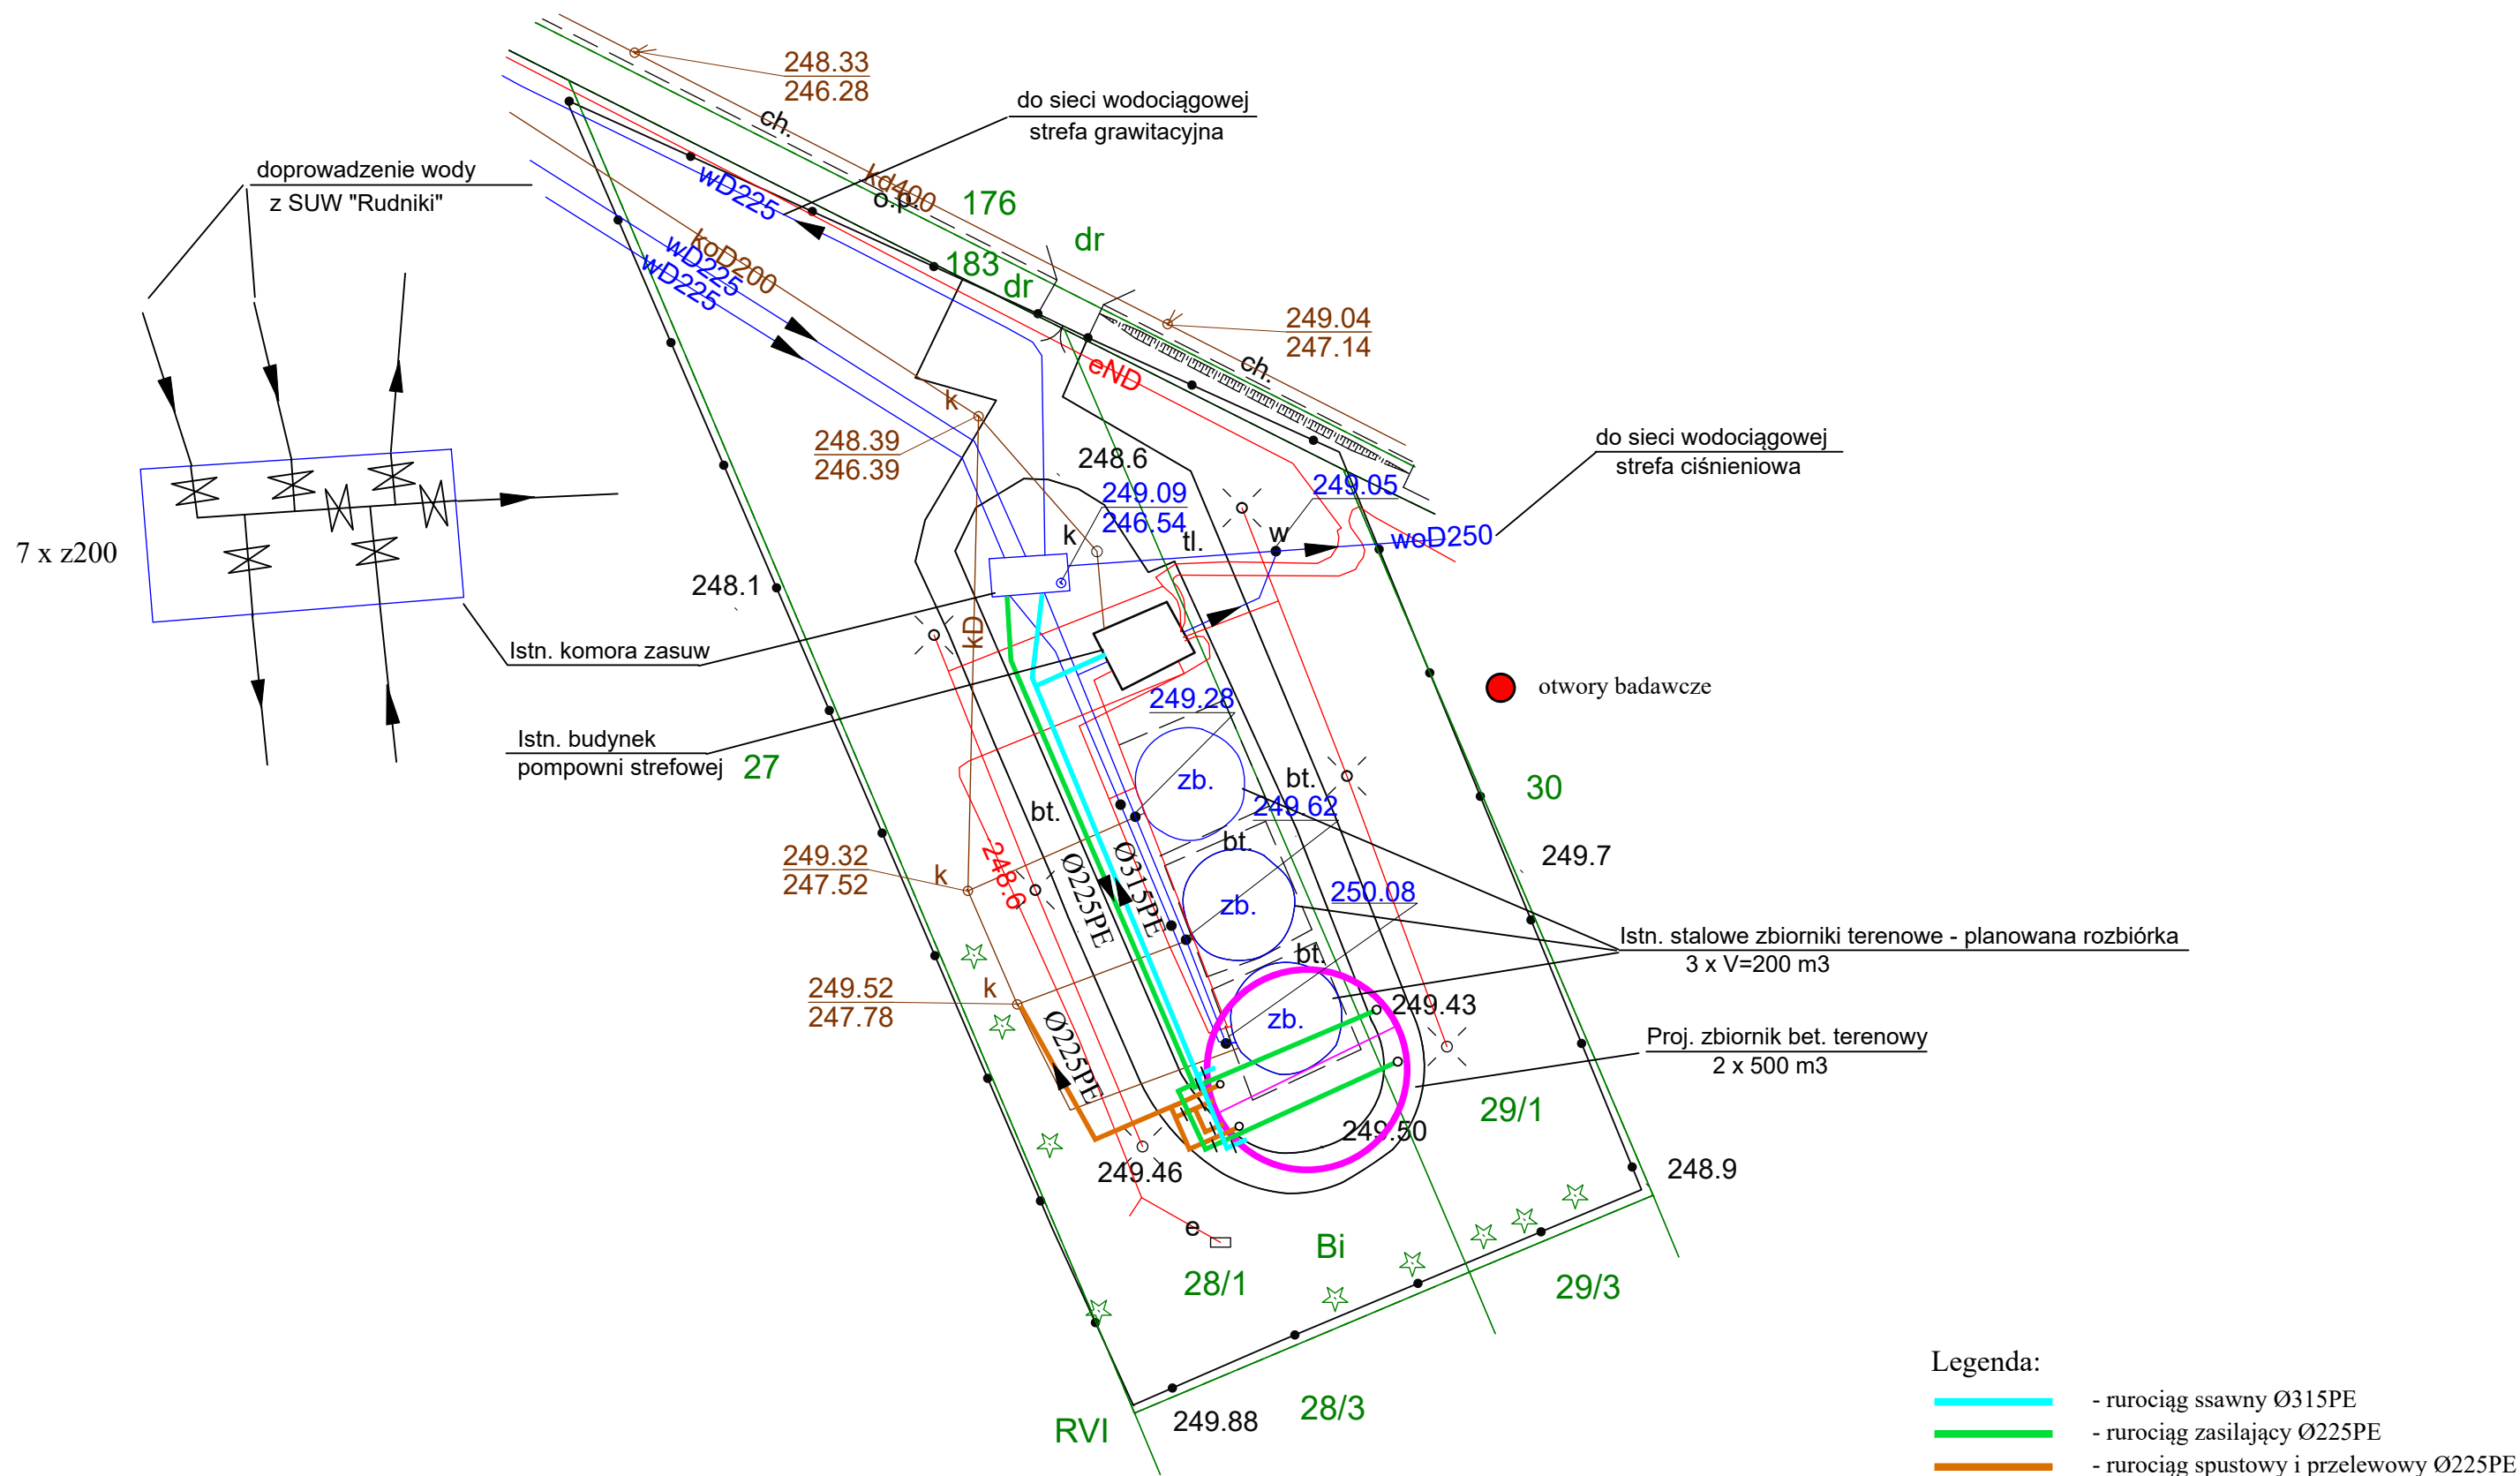 248.33
246.28
do sieci wodociągowej
strefa grawitacyjna
ch.
doprowadzenie wody
z SUW "Rudniki"
wD225
kd400
o.p.
176
dr
koD200
wD225
wD225
183
dr
249.04
247.14
ch.
eND
k
248.39
246.39
248.6
do sieci wodociągowej
strefa ciśnieniowa
249.09
246.54
249.05
k
tl.
w
woD250
7 x z200
248.1
kD
Istn. komora zasuw
otwory badawcze
249.28
Istn. budynek
pompowni strefowej
27
zb.
bt.
30
249.62
bt.
bt.
249.32
247.52
k
248.6
Ø225PE
Ø315PE
249.7
250.08
zb.
Istn. stalowe zbiorniki terenowe - planowana rozbiórka
3 x V=200 m3
bt.
249.52
247.78
k
249.43
zb.
Ø225PE
Proj. zbiornik bet. terenowy
2 x 500 m3
29/1
249.50
249.46
248.9
e
Bi
28/1
29/3
28/3
RVI
249.88
Legenda:
- rurociąg ssawny Ø315PE
- rurociąg zasilający Ø225PE
- rurociąg spustowy i przelewowy Ø225PE